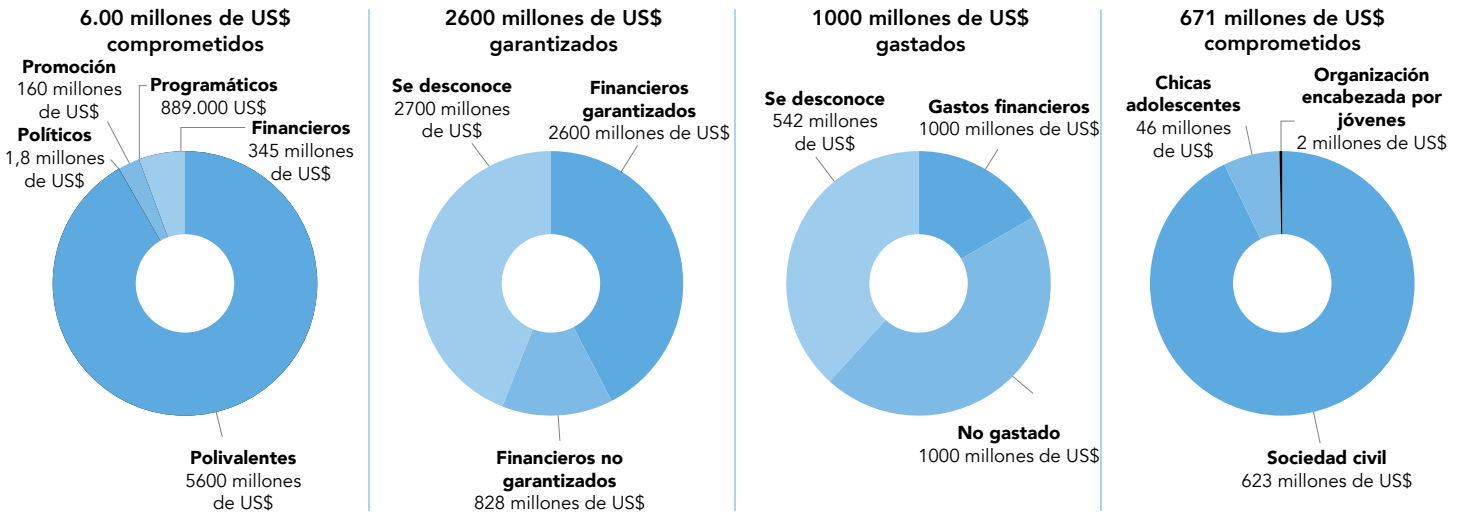 6.00 millones de US$
comprometidos
Promoción
160 millones
de US$
Programáticos
889.000 US$
Políticos
1,8 millones
de US$
Financieros
345 millones
de US$
Polivalentes
5600 millones
de US$
2600 millones de US$
garantizados
Se desconoce
2700 millones
de US$
Financieros
garantizados
2600 millones de US$
Financieros no
garantizados
828 millones de US$
1000 millones de US$
gastados
Se desconoce
542 millones
de US$
Gastos financieros
1000 millones de US$
No gastado
1000 millones de US$
671 millones de US$
comprometidos
Chicas
adolescentes
46 millones
de US$
Organización
encabezada por
jóvenes
2 millones de US$
Sociedad civil
623 millones de US$